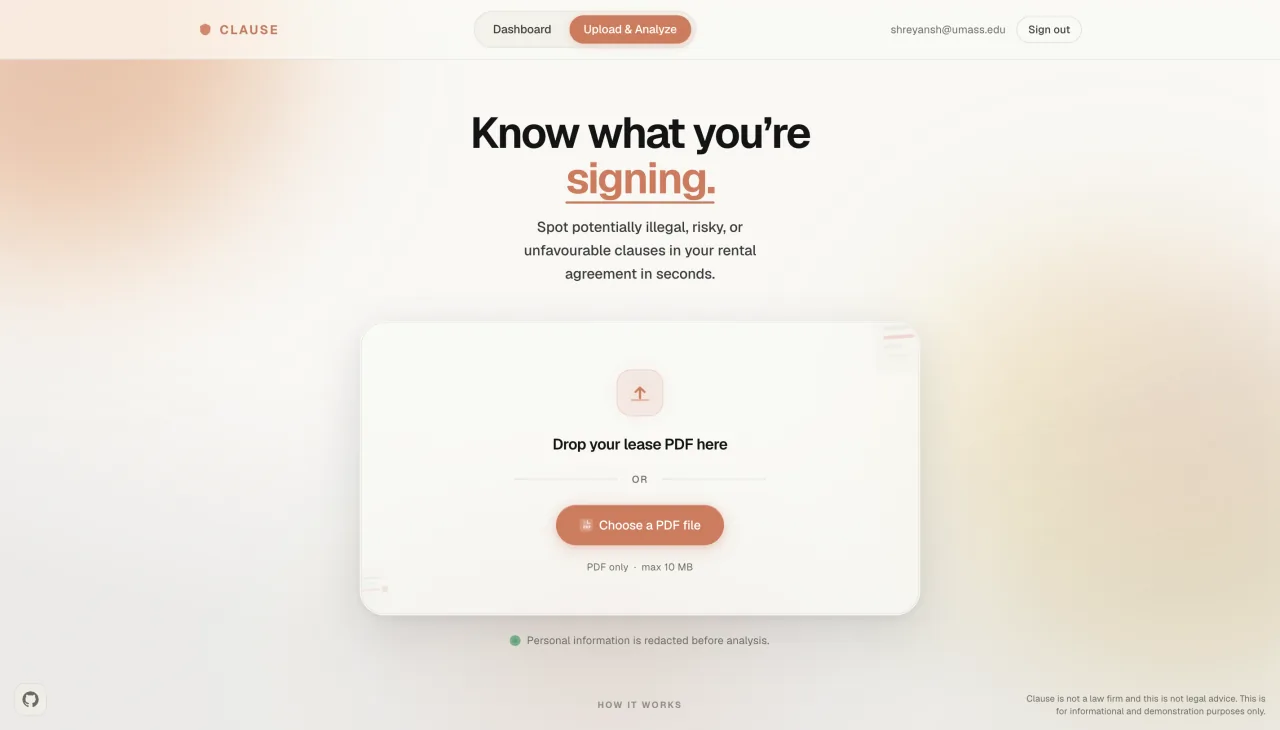 CLAUSE
Dashboard
Upload & Analyze
shreyansh@umass.edu
Sign out
Know what you’re
signing.
Spot potentially illegal, risky, or
unfavourable clauses in your rental
agreement in seconds.
Drop your lease PDF here
OR
Choose a PDF file
PDF only · max 10 MB
Personal information is redacted before analysis.
HOW IT WORKS
Clause is not a law firm and this is not legal advice. This is
for informational and demonstration purposes only.